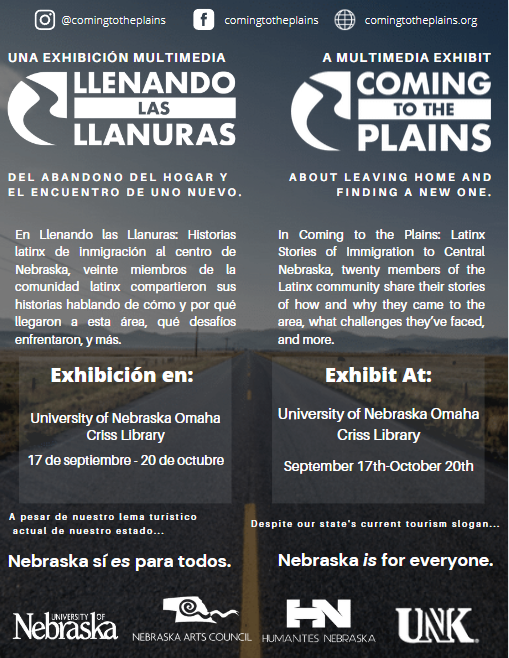 @comingtotheplains
comingtotheplains
comingtotheplains.org
UNA EXHIBICIÓN MULTIMEDIA
LLENANDO
LAS
LLANURAS
DEL ABANDONO DEL HOGAR Y
EL ENCUENTRO DE UNO NUEVO.
En Llenando las Llanuras: Historias
latinx de inmigración al centro de
Nebraska, veinte miembros de la
comunidad latinx compartieron sus
historias hablando de cómo y por qué
llegaron a esta área, qué desafíos
enfrentaron, y más.
Exhibición en:
University of Nebraska Omaha
Criss Library
17 de septiembre - 20 de octubre
A pesar de nuestro lema turístico
actual de nuestro estado...
Nebraska sí es para todos.
A MULTIMEDIA EXHIBIT
COMING
TO THE
PLAINS
ABOUT LEAVING HOME AND
FINDING A NEW ONE.
In Coming to the Plains: Latinx
Stories of Immigration to Central
Nebraska, twenty members of the
Latinx community share their stories
of how and why they came to the
area, what challenges they've faced,
and more.
Exhibit At:
University of Nebraska Omaha
Criss Library
September 17th-October 20th
Despite our state's current tourism slogan...
Nebraska is for everyone.
UNIVERSITY OF
Nebraska
NEBRASKA ARTS COUNCIL
HN
HUMANTIES NEBRASKA
UNK